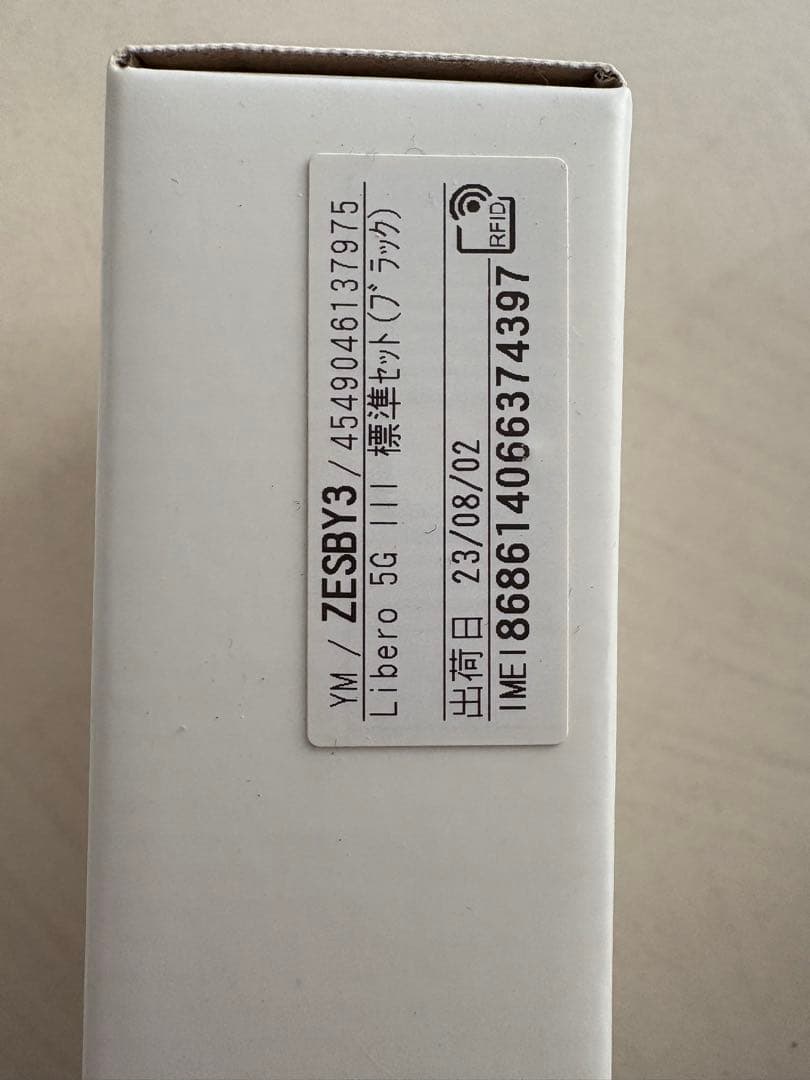 YM / ZESBY3/4549046137975
Libero 5G III 標準ｾｯﾄ(ﾌﾞﾗｯｸ)
RFID
出荷日 23/08/02
IMEI868614066374397